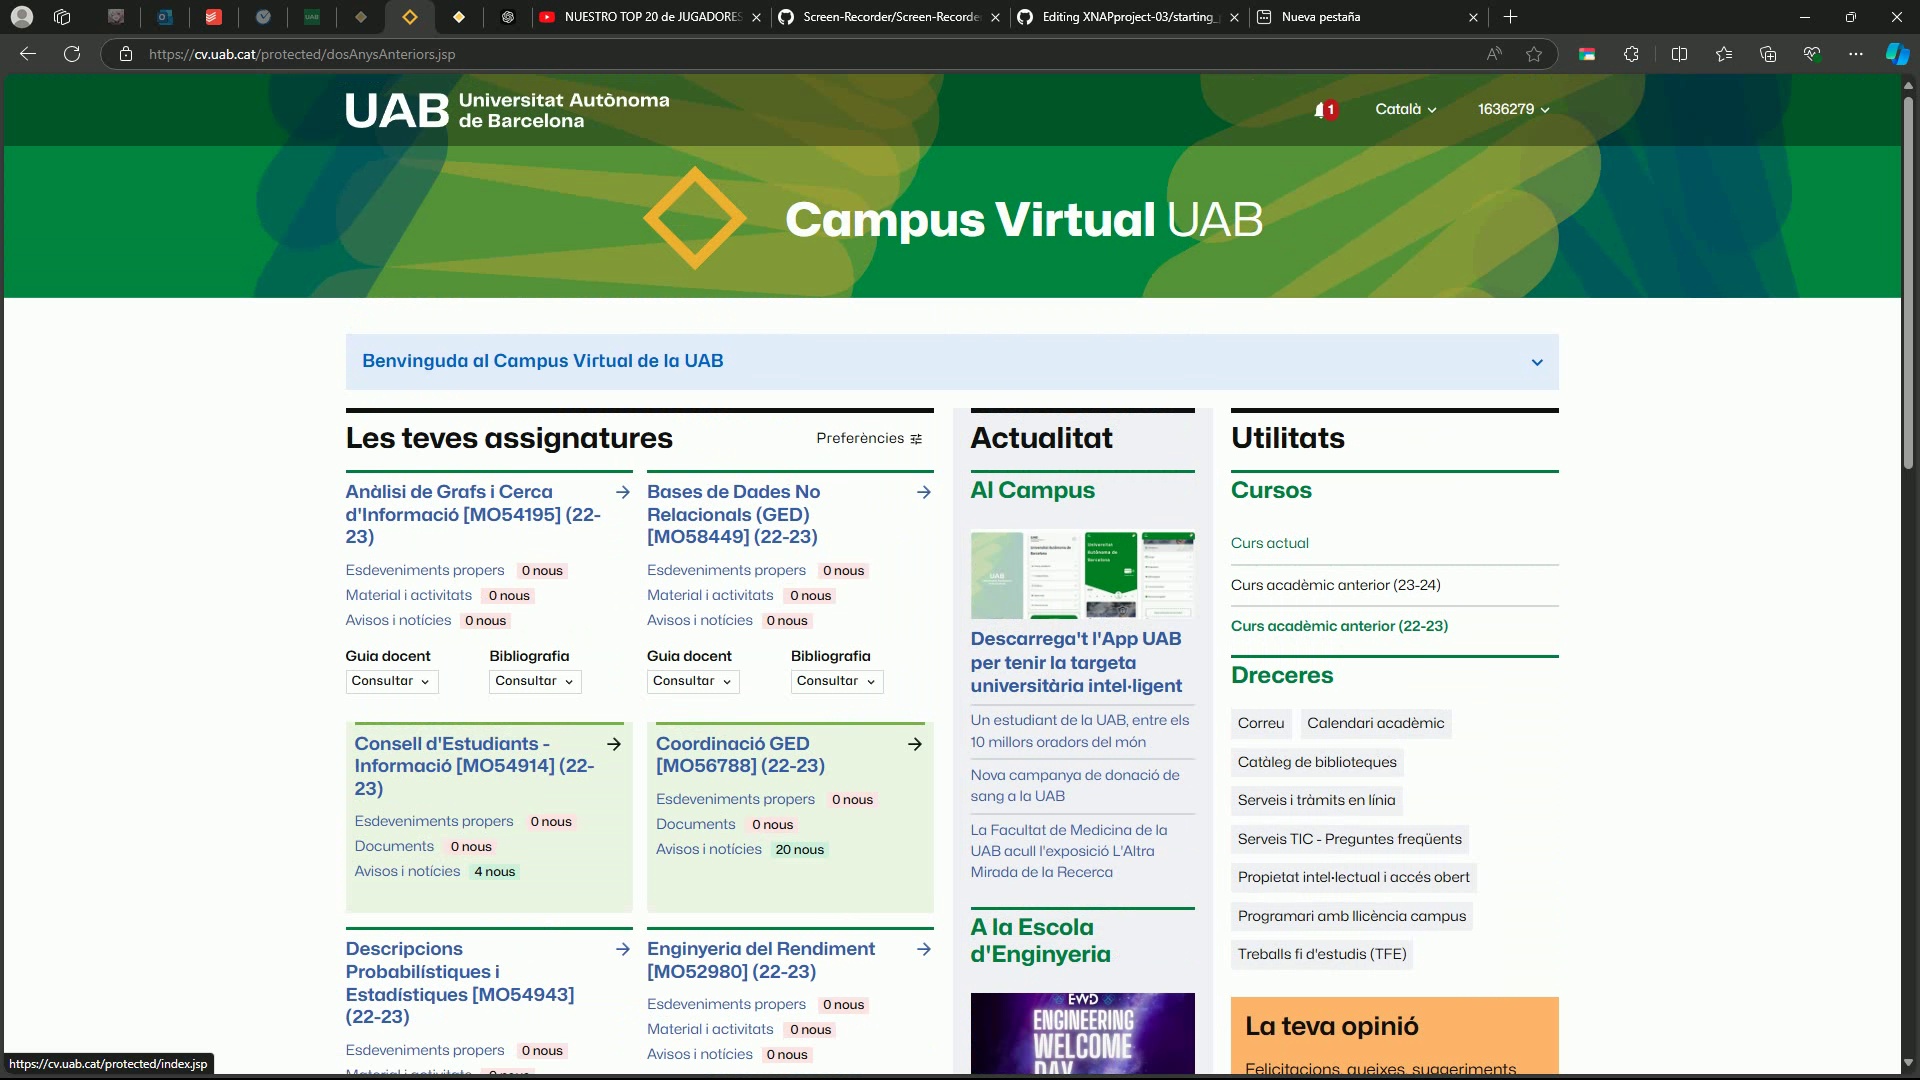 NUESTRO TOP 20 de JUGADORES
Screen-Recorder/Screen-Recorde
Editing XNAPproject-03/starting_
Nueva pestaña
https://cv.uab.cat/protected/dosAnysAnteriors.jsp
UAB Universitat Autònoma
de Barcelona
1
Català
1636279
Campus Virtual UAB
Benvinguda al Campus Virtual de la UAB
Les teves assignatures
Preferències
Anàlisi de Grafs i Cerca
d'Informació [MO54195] (22-
23)
Esdeveniments propers 0 nous
Material i activitats 0 nous
Avisos i notícies 0 nous
Guia docent
Consultar
Bibliografia
Consultar
Bases de Dades No
Relacionals (GED)
[MO58449] (22-23)
Esdeveniments propers 0 nous
Material i activitats 0 nous
Avisos i notícies 0 nous
Guia docent
Consultar
Bibliografia
Consultar
Consell d'Estudiants -
Informació [MO54914] (22-
23)
Esdeveniments propers 0 nous
Documents 0 nous
Avisos i notícies 4 nous
Coordinació GED
[MO56788] (22-23)
Esdeveniments propers 0 nous
Documents 0 nous
Avisos i notícies 20 nous
Descripcions
Probabilístiques i
Estadístiques [MO54943]
(22-23)
Esdeveniments propers 0 nous
Material i activitats 0 nous
Enginyeria del Rendiment
[MO52980] (22-23)
Esdeveniments propers 0 nous
Material i activitats 0 nous
Avisos i notícies 0 nous
Actualitat
Al Campus
Descarrega't l'App UAB
per tenir la targeta
universitària intel·ligent
Un estudiant de la UAB, entre els
10 millors oradors del món
Nova campanya de donació de
sang a la UAB
La Facultat de Medicina de la
UAB acull l'exposició L'Altra
Mirada de la Recerca
A la Escola
d'Enginyeria
EWD
ENGINEERING
WELCOME
DAY
Utilitats
Cursos
Curs actual
Curs acadèmic anterior (23-24)
Curs acadèmic anterior (22-23)
Dreceres
Correu
Calendari acadèmic
Catàleg de biblioteques
Serveis i tràmits en línia
Serveis TIC - Preguntes freqüents
Propietat intel·lectual i accés obert
Programari amb llicència campus
Treballs fi d'estudis (TFE)
La teva opinió
Felicitacions, queixes, suggeriments
https://cv.uab.cat/protected/index.jsp